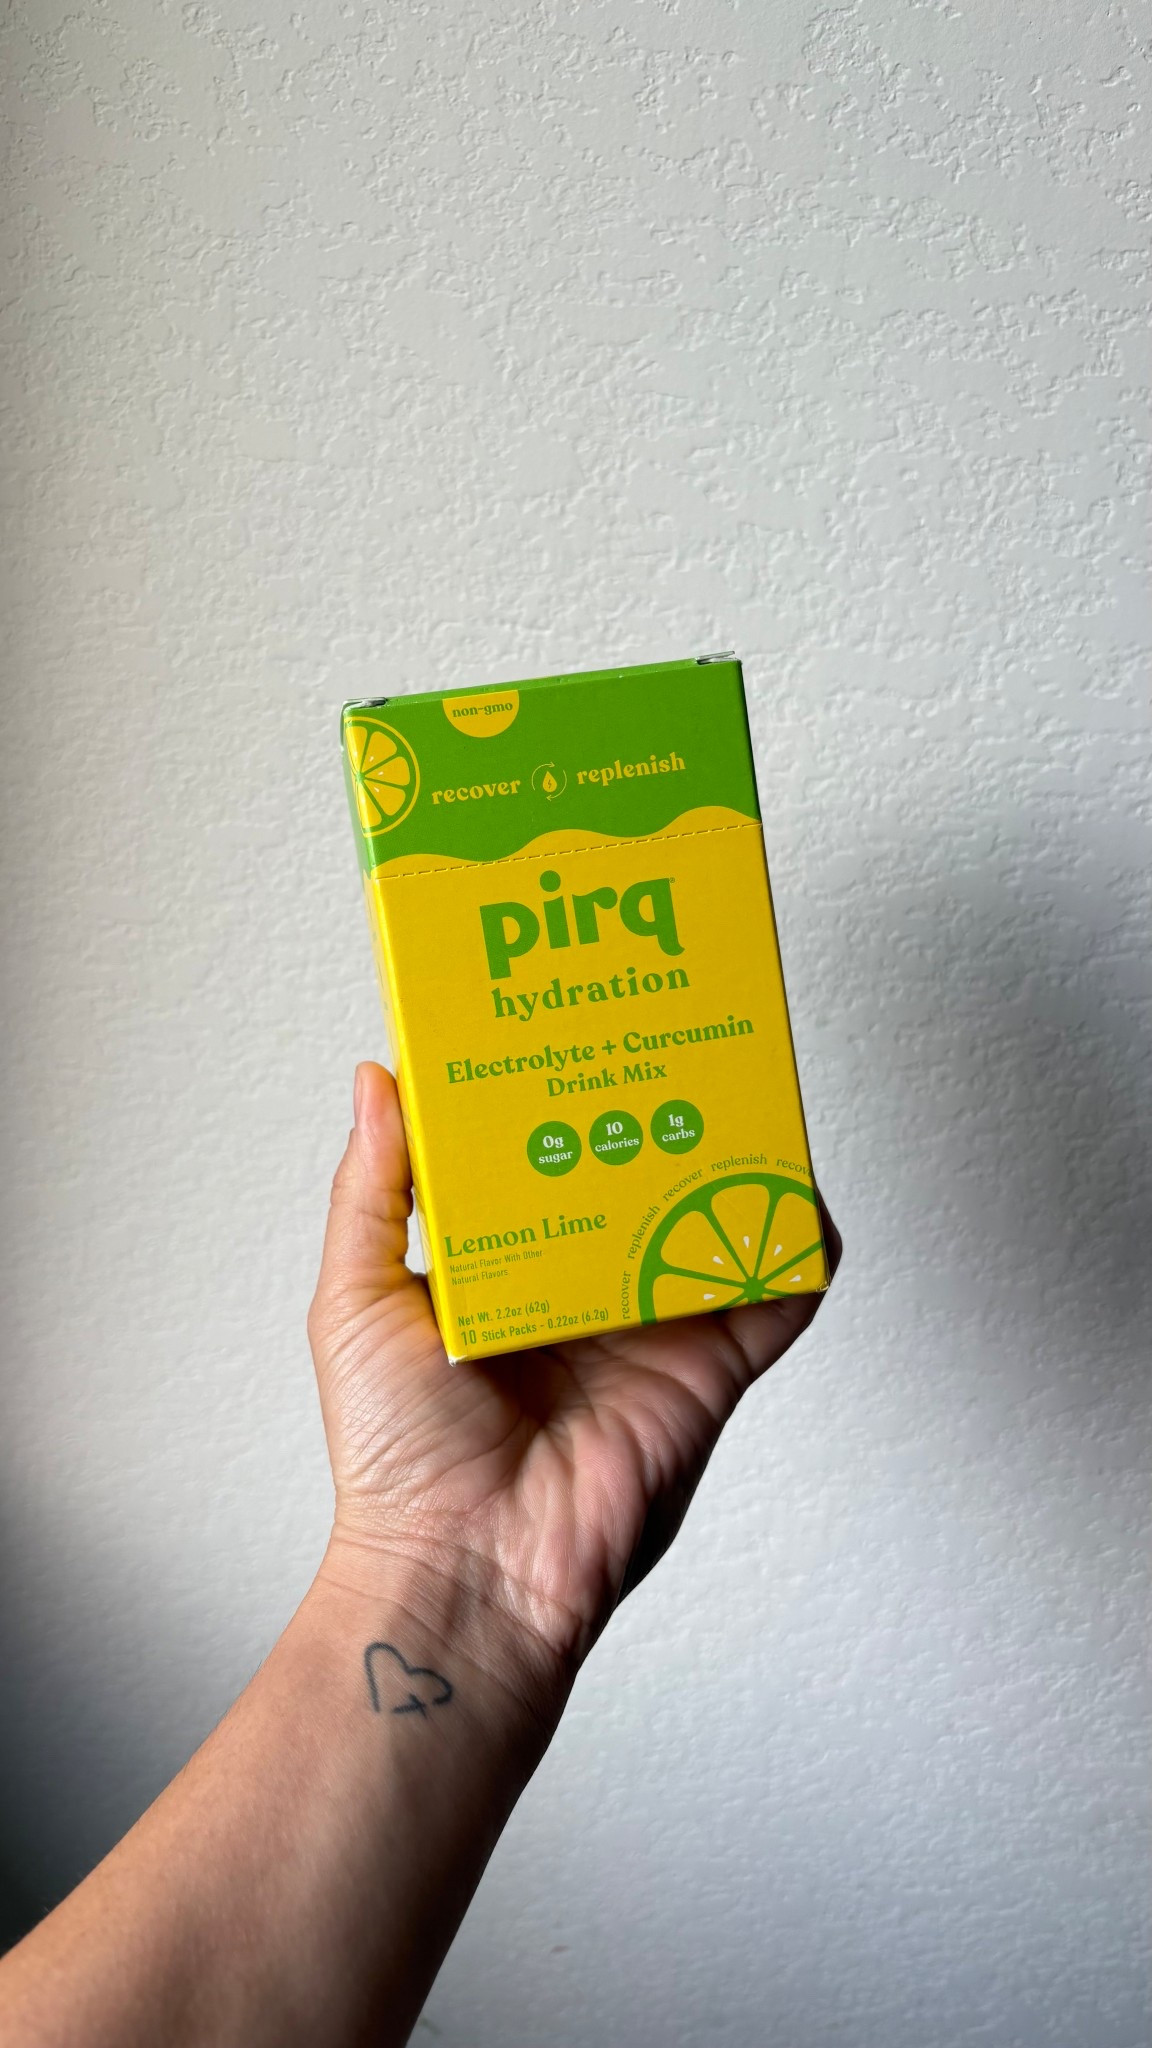 non-gmo
recover replenish
pirq®
hydration
Electrolyte + Curcumin
Drink Mix
0g
sugar
10
calories
1g
carbs
recover replenish recover replenish
Lemon Lime
Natural Flavor With Other
Natural Flavors
Net Wt. 2.2oz (62g)
10 Stick Packs - 0.22oz (6.2g)